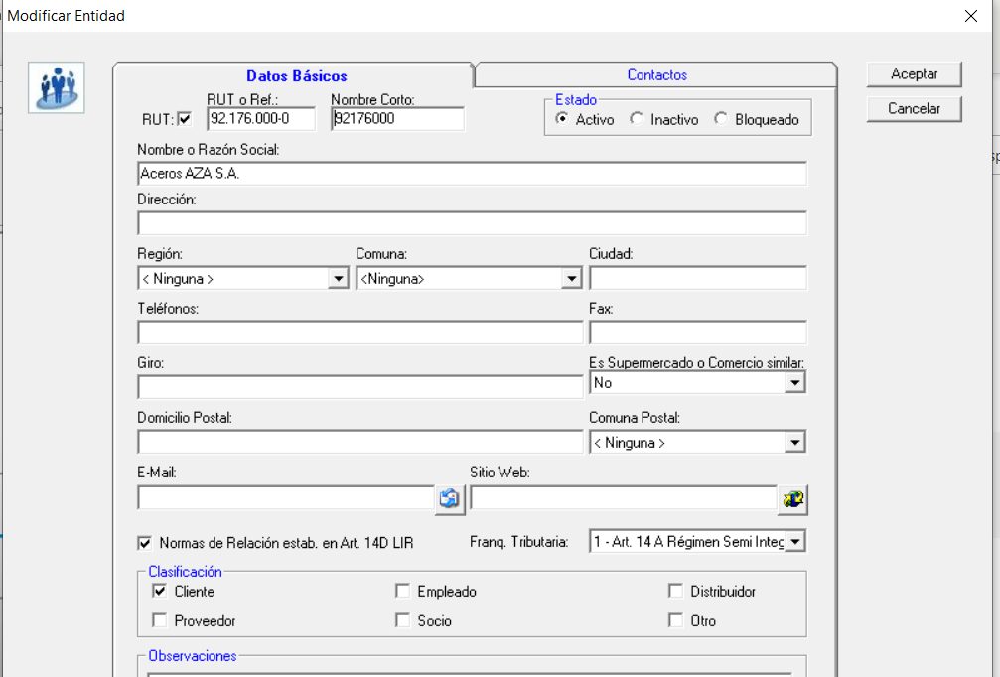 Modificar Entidad
Datos Básicos Contactos Aceptar
Cancelar
RUT: RUT o Ref.: Nombre Corto: Estado
92.176.000-0 92176000 Activo Inactivo Bloqueado
Nombre o Razón Social:
Aceros AZA S.A.
Dirección:
Región: Comuna: Ciudad:
< Ninguna > <Ninguna>
Teléfonos: Fax:
Giro: Es Supermercado o Comercio similar:
No
Domicilio Postal: Comuna Postal:
< Ninguna >
E-Mail: Sitio Web:
Normas de Relación estab. en Art. 14D LIR Franq. Tributaria: 1 - Art. 14 A Régimen Semi Integ
Clasificación
Cliente Empleado Distribuidor
Proveedor Socio Otro
Observaciones